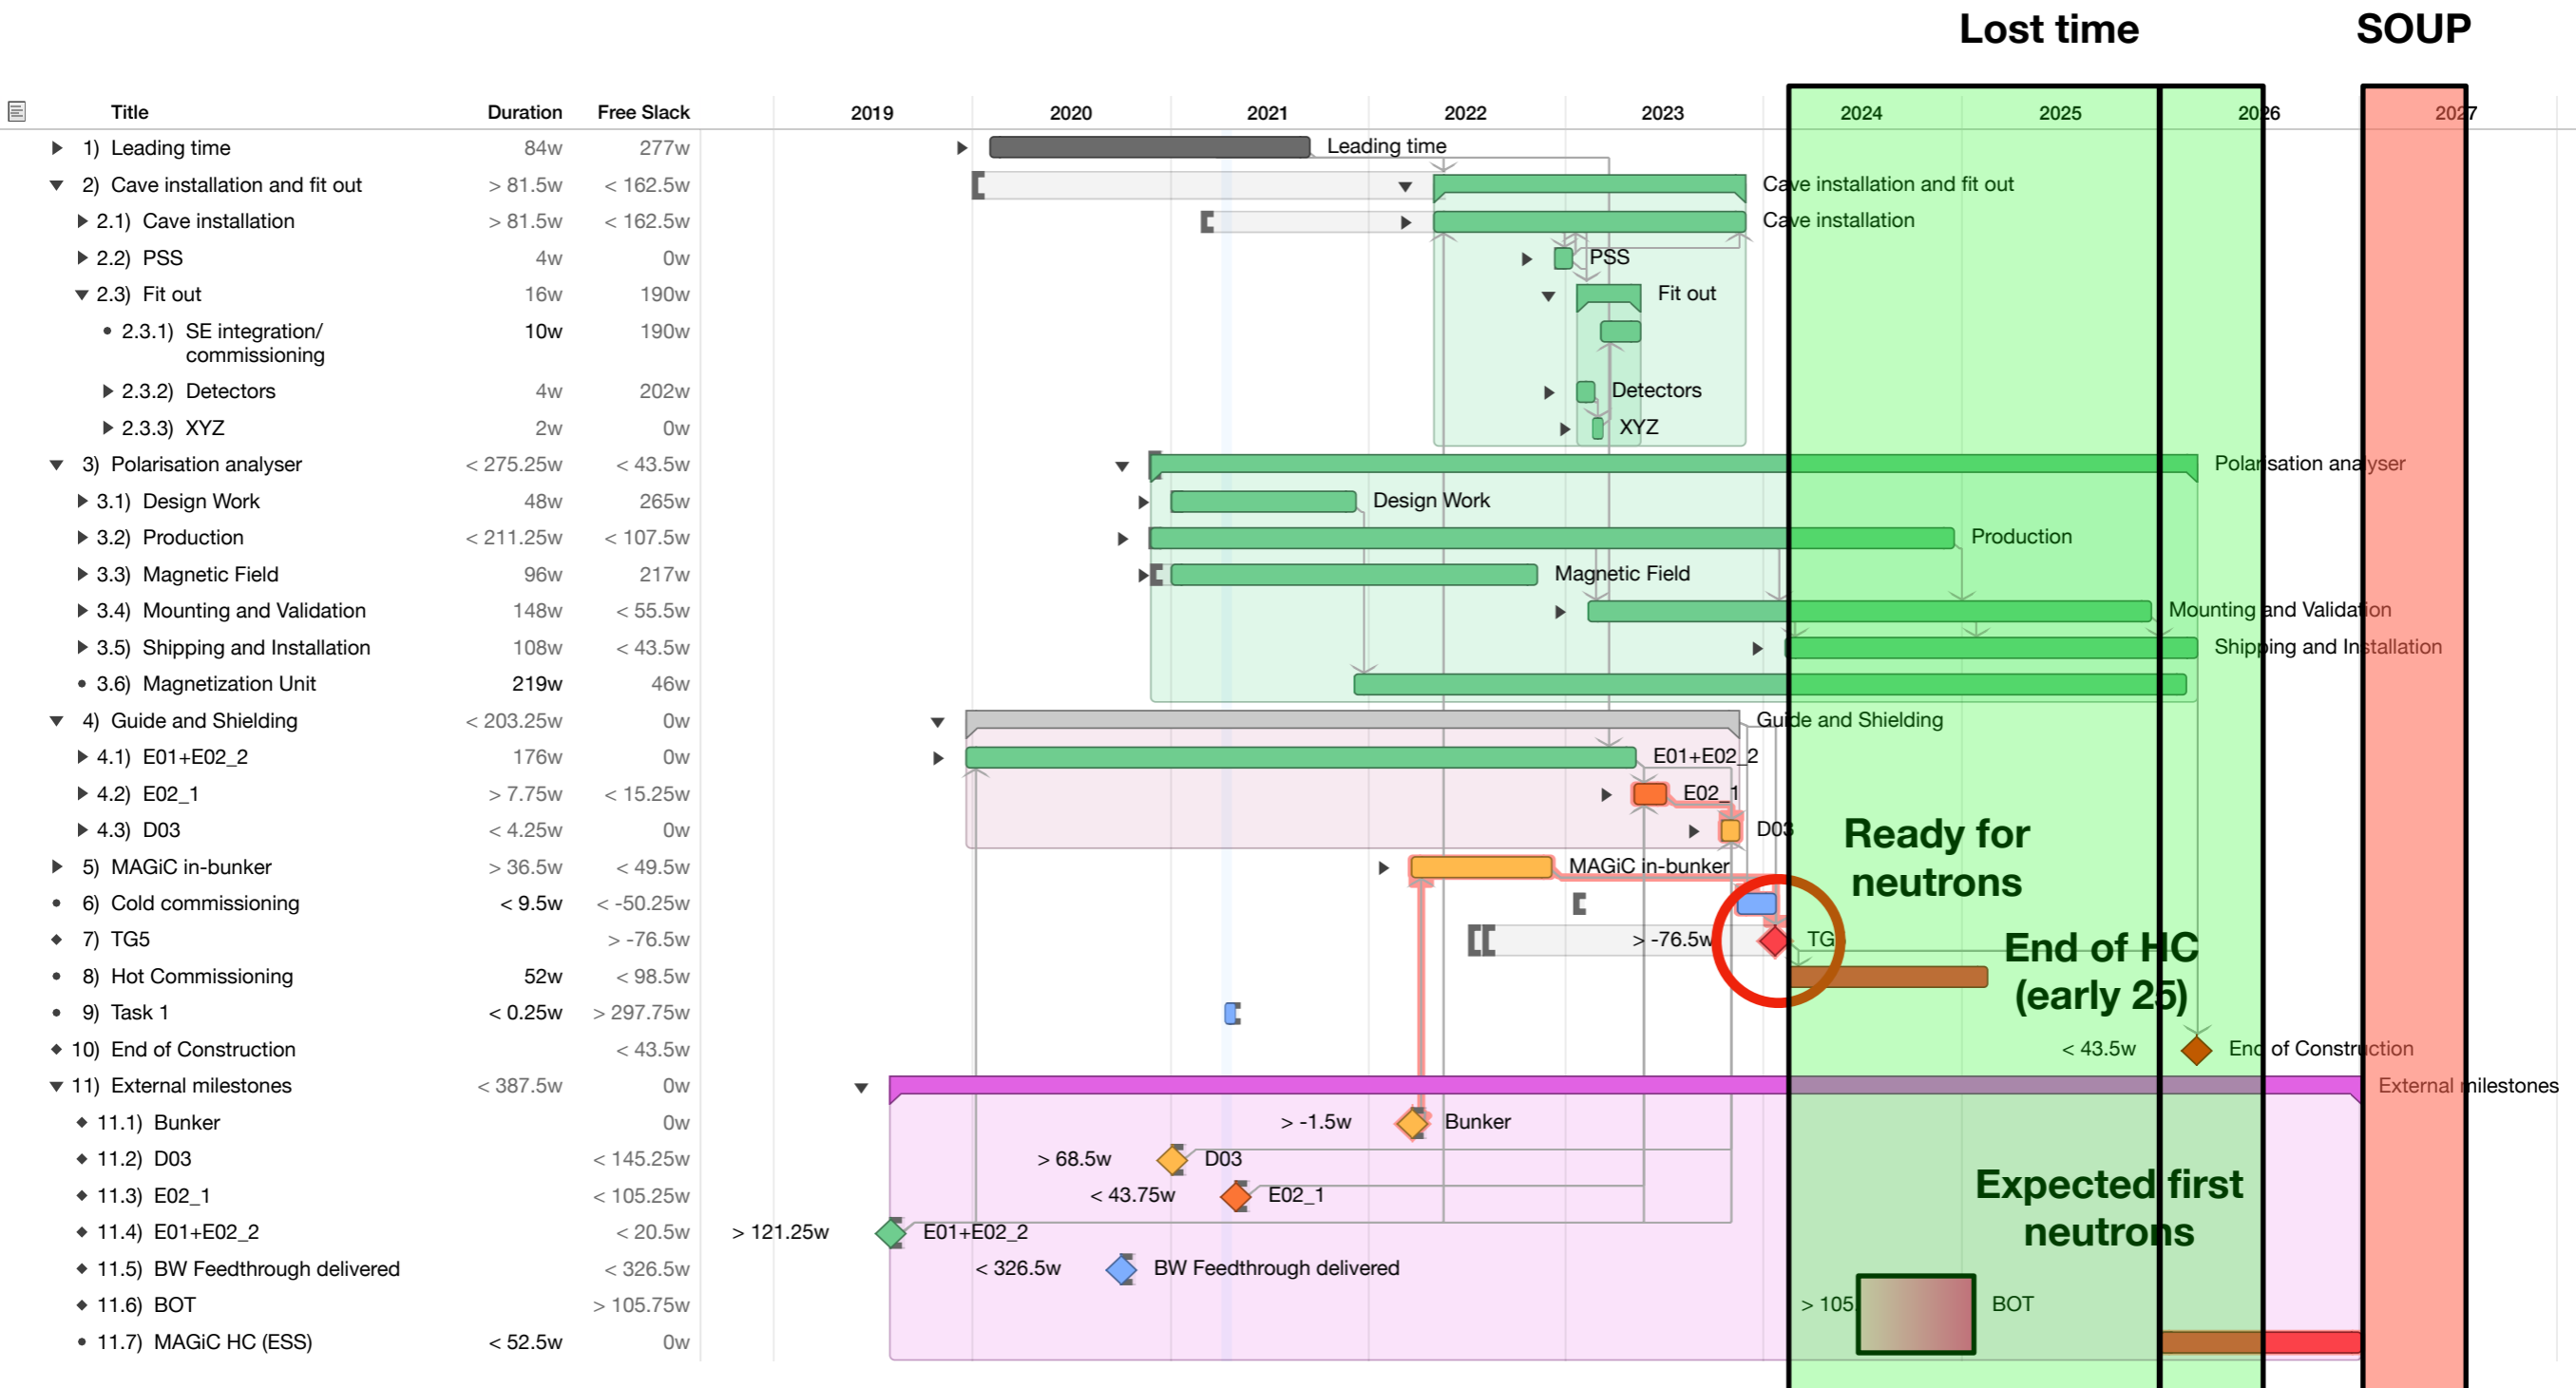 Lost time SOUP
Title Duration Free Slack 2019 2020 2021 2022 2023 2024 2025 2026 2027
1) Leading time 84w 277w Leading time
2) Cave installation and fit out > 81.5w < 162.5w Cave installation and fit out
2.1) Cave installation > 81.5w < 162.5w Cave installation
2.2) PSS 4w 0w PSS
2.3) Fit out 16w 190w Fit out
2.3.1) SE integration/ 10w 190w
commissioning
2.3.2) Detectors 4w 202w Detectors
2.3.3) XYZ 2w 0w XYZ
3) Polarisation analyser < 275.25w < 43.5w Polarisation analyser
3.1) Design Work 48w 265w Design Work
3.2) Production < 211.25w < 107.5w Production
3.3) Magnetic Field 96w 217w Magnetic Field
3.4) Mounting and Validation 148w < 55.5w Mounting and Validation
3.5) Shipping and Installation 108w < 43.5w Shipping and Installation
3.6) Magnetization Unit 219w 46w
4) Guide and Shielding < 203.25w 0w Guide and Shielding
4.1) E01+E02_2 176w 0w E01+E02_2
4.2) E02_1 > 7.75w < 15.25w E02_1
4.3) D03 < 4.25w 0w D03
Ready for
neutrons
5) MAGiC in-bunker > 36.5w < 49.5w MAGiC in-bunker
6) Cold commissioning < 9.5w < -50.25w
7) TG5 > -76.5w > -76.5w TG
End of HC
(early 25)
8) Hot Commissioning 52w < 98.5w
9) Task 1 < 0.25w > 297.75w
10) End of Construction < 43.5w < 43.5w End of Construction
11) External milestones < 387.5w 0w External milestones
11.1) Bunker 0w > -1.5w Bunker
11.2) D03 < 145.25w > 68.5w D03
11.3) E02_1 < 105.25w < 43.75w E02_1
Expected first
neutrons
11.4) E01+E02_2 < 20.5w > 121.25w E01+E02_2
11.5) BW Feedthrough delivered < 326.5w < 326.5w BW Feedthrough delivered
11.6) BOT > 105.75w > 105. BOT
11.7) MAGiC HC (ESS) < 52.5w 0w